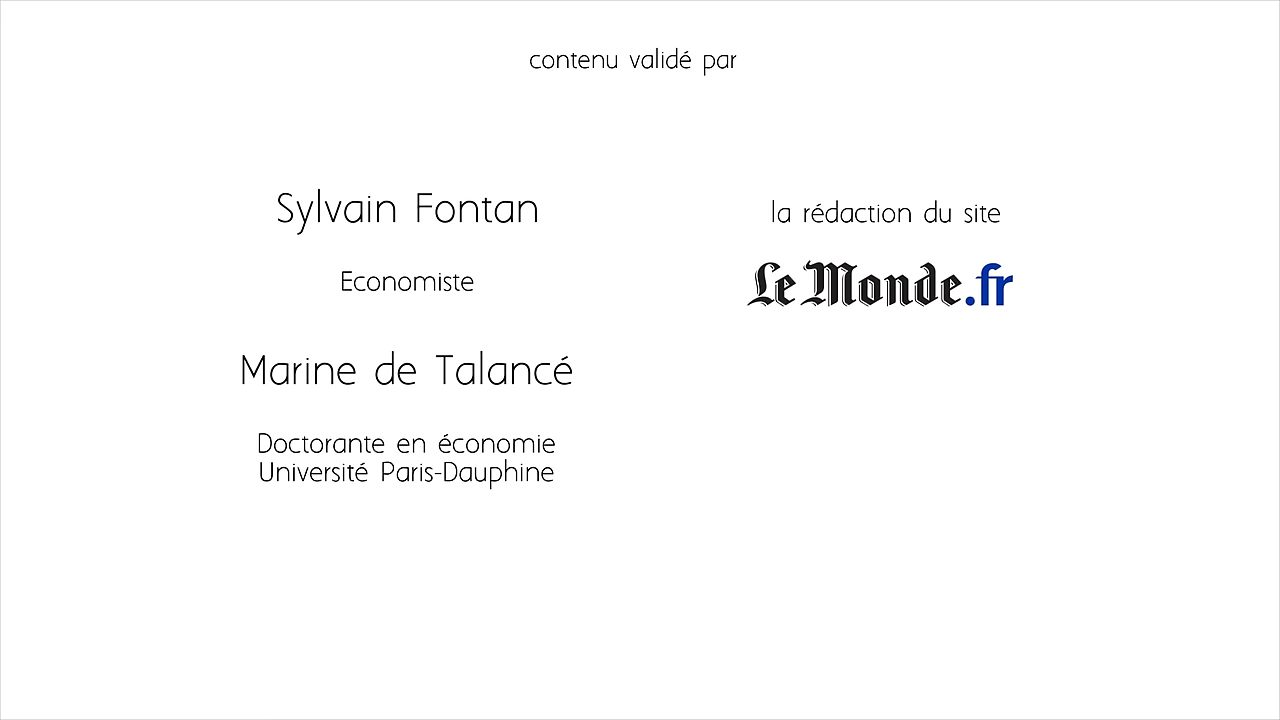 contenu validé par
Sylvain Fontan
Economiste
Marine de Talancé
Doctorante en économie
Université Paris-Dauphine
la rédaction du site
Le Monde.fr